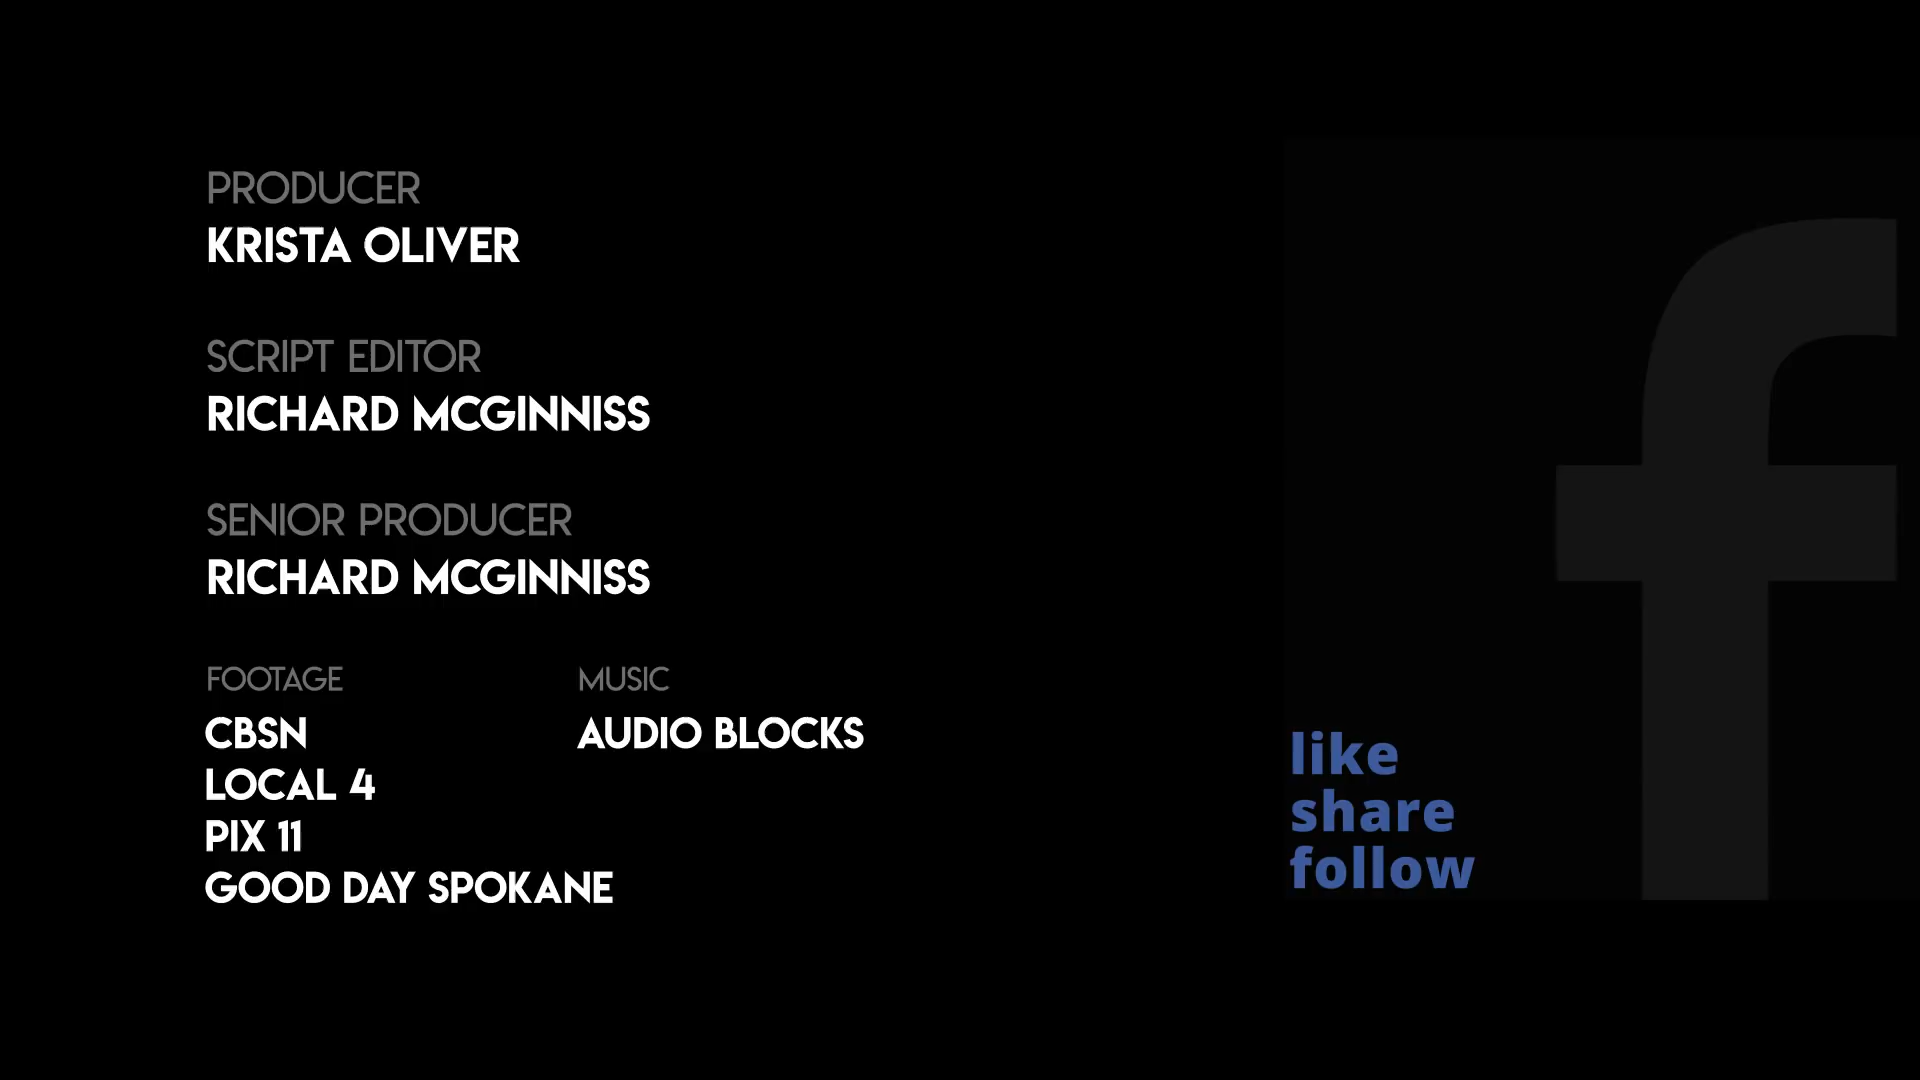 PRODUCER
KRISTA OLIVER
SCRIPT EDITOR
RICHARD MCGINNISS
SENIOR PRODUCER
RICHARD MCGINNISS
FOOTAGE
CBSN
LOCAL 4
PIX 11
GOOD DAY SPOKANE
MUSIC
AUDIO BLOCKS
like
share
follow
f